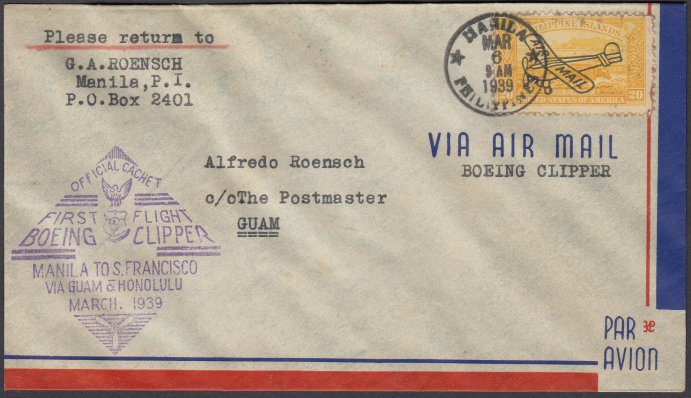 Please return to
G.A.ROENSCH
Manila,P.I.
P.O.Box 2401
MANILA
MAR
6
9 AM
1939
PHILIPPINES
PHILIPPINE ISLANDS
AIR MAIL
20 20
UNITED STATES OF AMERICA
VIA AIR MAIL
BOEING CLIPPER
Alfredo Roensch
c/oThe Postmaster
GUAM
OFFICIAL CACHET
FIRST FLIGHT
BOEING CLIPPER
MANILA TO S. FRANCISCO
VIA GUAM & HONOLULU
MARCH. 1939
PAR
AVION